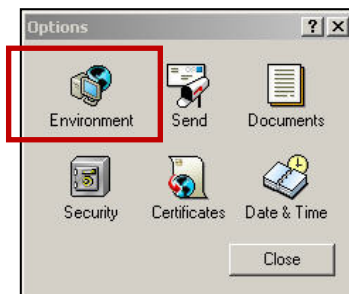 Options ? ×
Environment Send Documents
Security Certificates Date & Time
Close